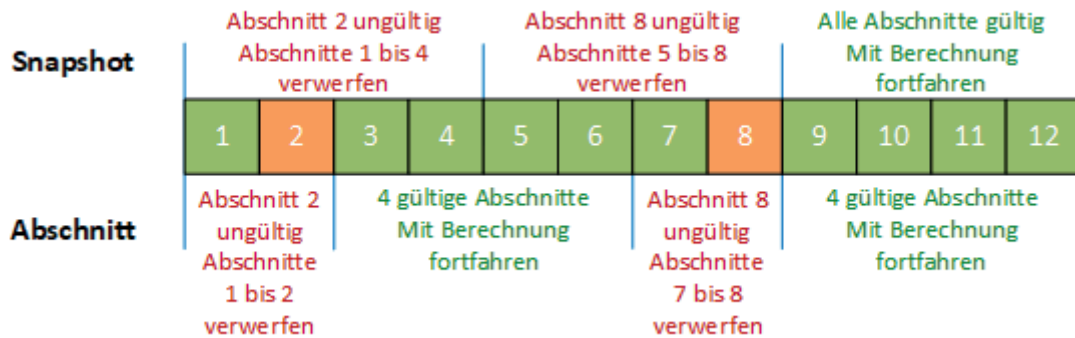 Snapshot
Abschnitt 2 ungültig
Abschnitte 1 bis 4
verwerfen
Abschnitt 8 ungültig
Abschnitte 5 bis 8
verwerfen
Alle Abschnitte gültig
Mit Berechnung
fortfahren
1 2 3 4 5 6 7 8 9 10 11 12
Abschnitt
Abschnitt 2
ungültig
Abschnitte
1 bis 2
verwerfen
4 gültige Abschnitte
Mit Berechnung
fortfahren
Abschnitt 8
ungültig
Abschnitte
7 bis 8
verwerfen
4 gültige Abschnitte
Mit Berechnung
fortfahren